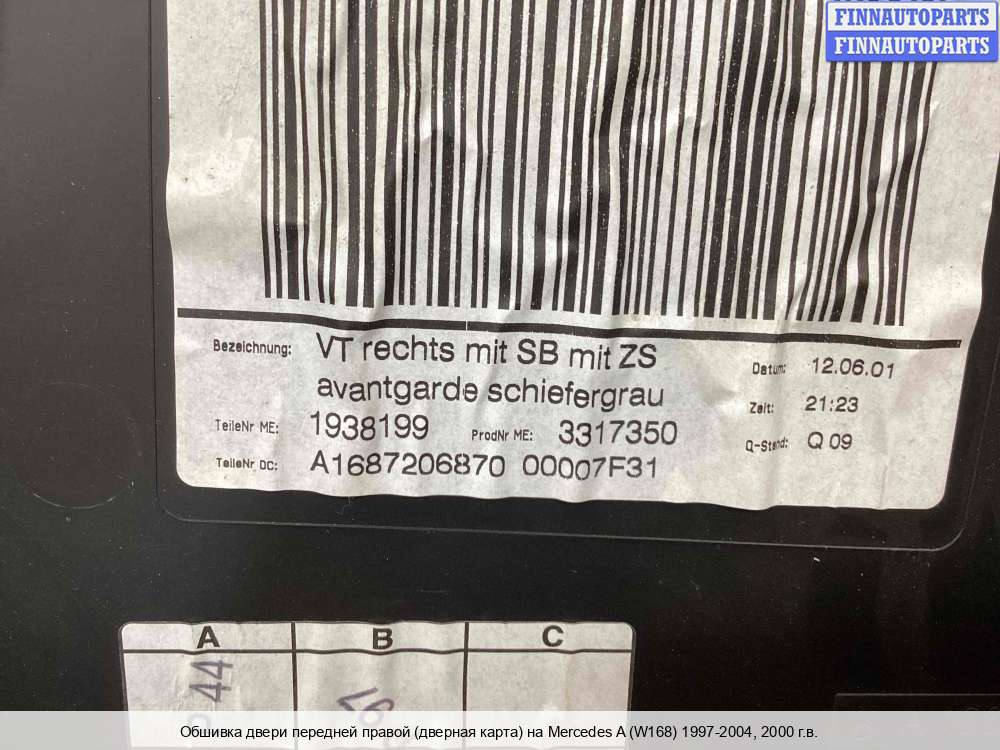 FINNAUTOPARTS
FINNAUTOPARTS
Bezeichnung: VT rechts mit SB mit ZS
avantgarde schiefergrau
Datum: 12.06.01
Zeit: 21:23
TeileNr ME: 1938199 ProdNr ME: 3317350
Q-Stand: Q 09
TeileNr DC: A1687206870 00007F31
A B C
44
Обшивка двери передней правой (дверная карта) на Mercedes A (W168) 1997-2004, 2000 г.в.